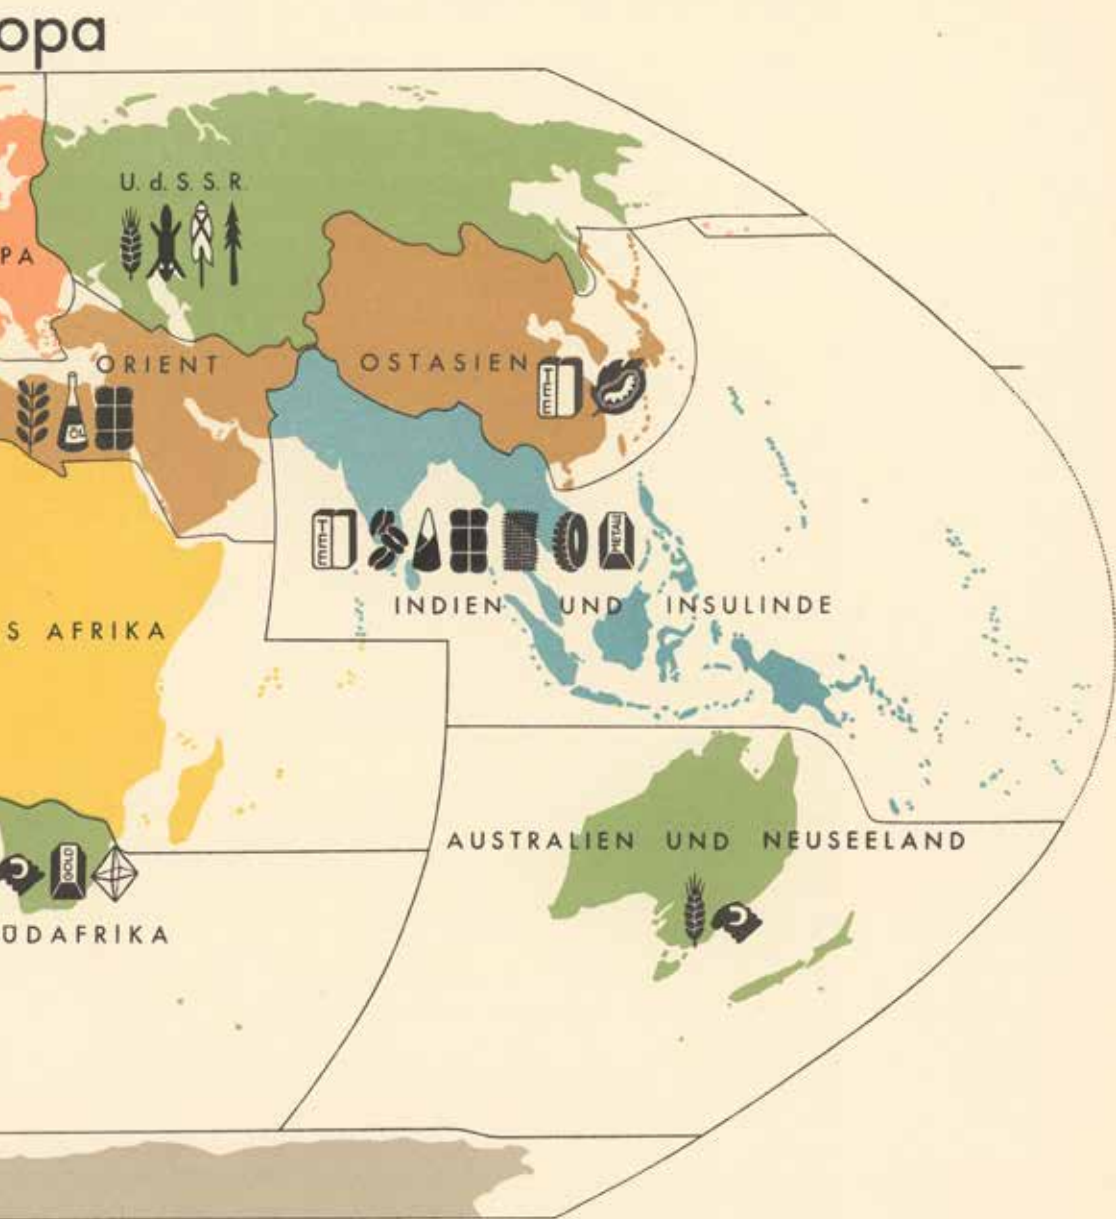 opa
U. d. S. S. R.
PA
ORIENT
OSTASIEN
TEE
ÖL
TEE
METALL
INDIEN UND INSULINDE
S AFRIKA
AUSTRALIEN UND NEUSEELAND
GOLD
ÜDAFRIKA